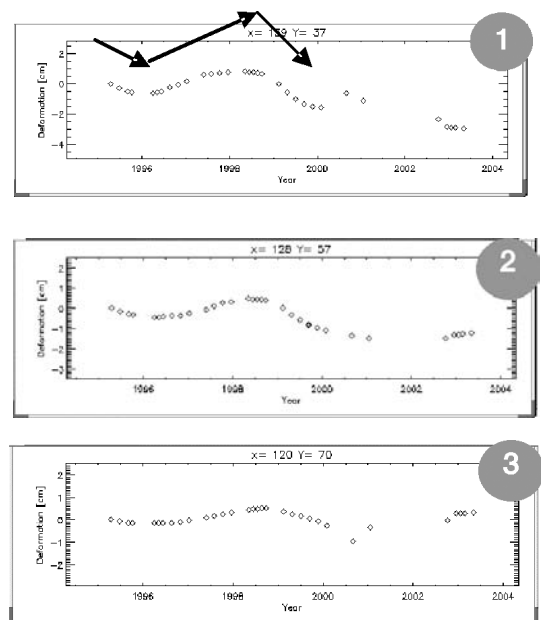 x= Y= 37
1
Deformation [cm]
2
0
-2
-4
1996 1998 2000 2002 2004
Year
x= 128 Y= 57
2
Deformation [cm]
2
1
0
-1
-2
-3
1996 1998 2000 2002 2004
Year
x= 120 Y= 70
3
Deformation [cm]
2
1
0
-1
-2
1996 1998 2000 2002 2004
Year